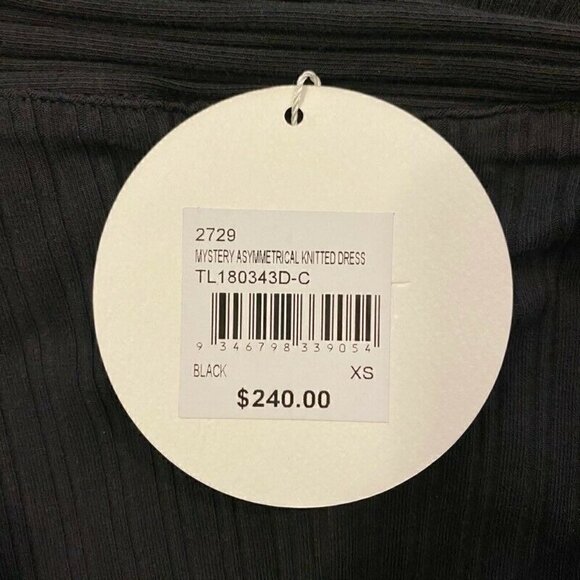 2729
MYSTERY ASYMMETRICAL KNITTED DRESS
TL180343D-C
9 346798 339054
BLACK XS
$240.00